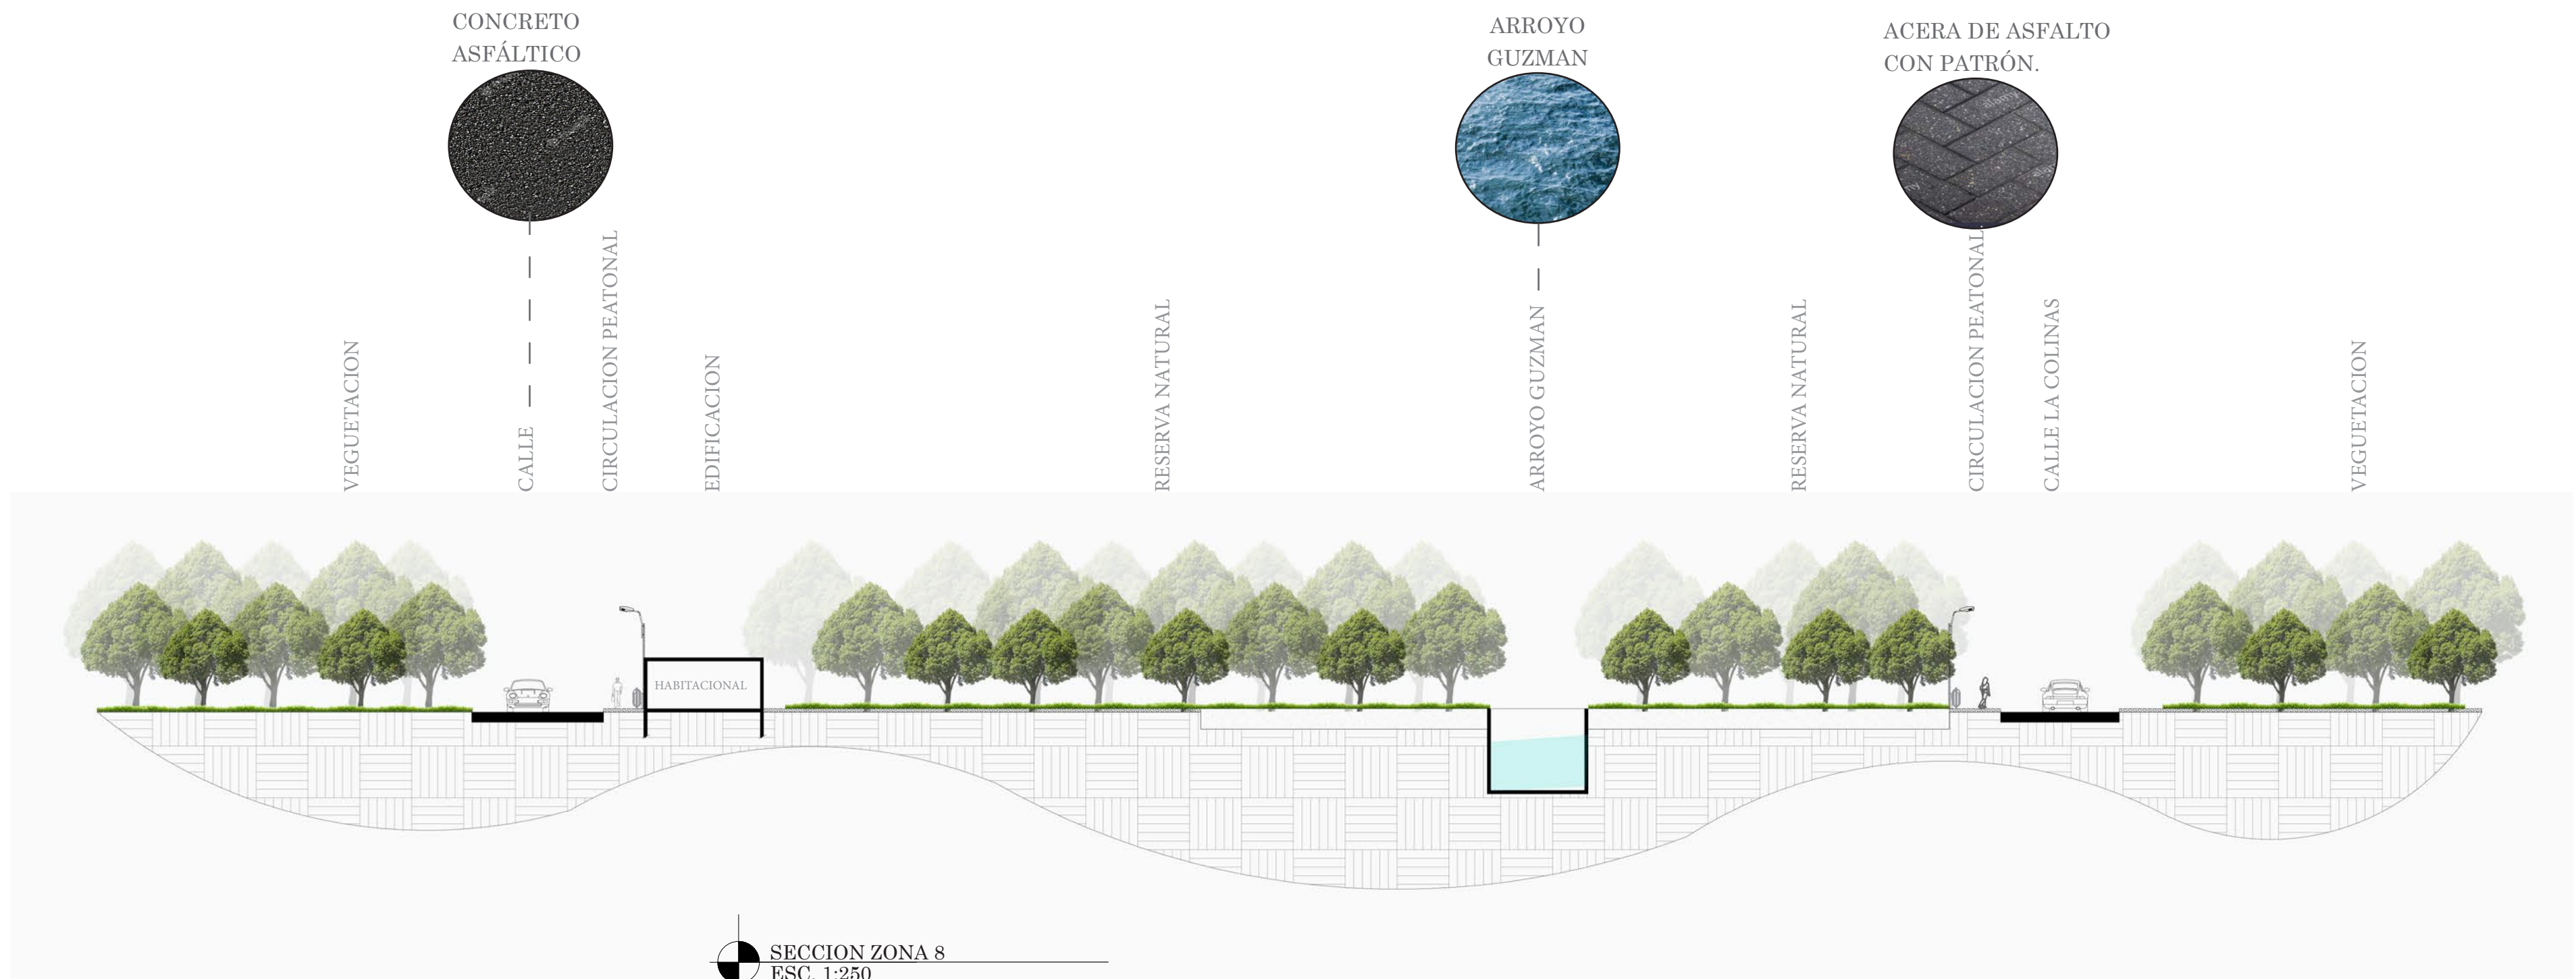 CONCRETO
ASFÁLTICO
ARROYO
GUZMAN
ACERA DE ASFALTO
CON PATRÓN.
alamy
VEGUETACION
CALLE
CIRCULACION PEATONAL
EDIFICACION
RESERVA NATURAL
ARROYO GUZMAN
RESERVA NATURAL
CIRCULACION PEATONAL
CALLE LA COLINAS
VEGUETACION
HABITACIONAL
SECCION ZONA 8
ESC. 1:250